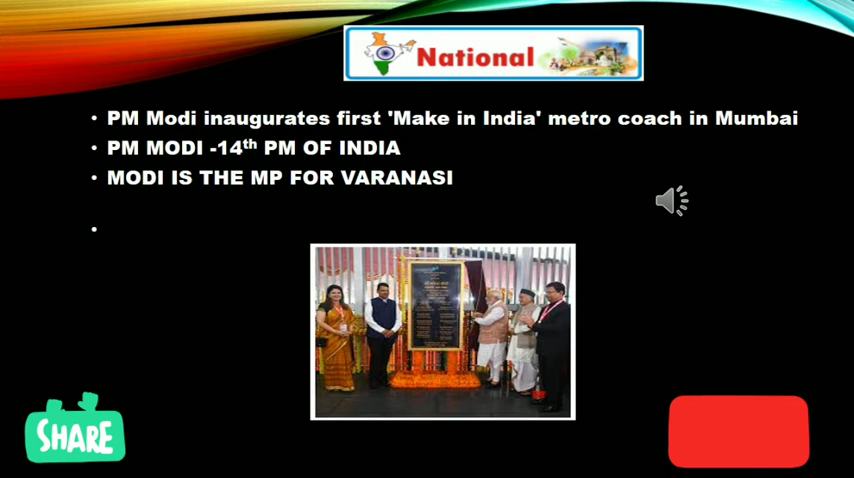 National
PM Modi inaugurates first 'Make in India' metro coach in Mumbai
PM MODI -14th PM OF INDIA
MODI IS THE MP FOR VARANASI
SHARE